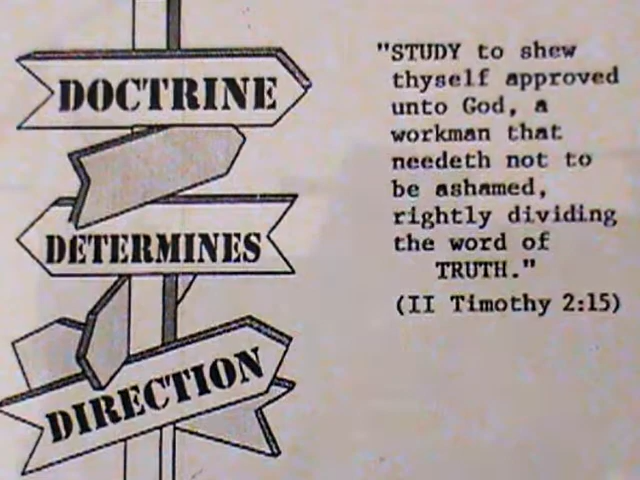 DOCTRINE
DETERMINES
DIRECTION
"STUDY to shew
thyself approved
unto God, a
workman that
needeth not to
be ashamed,
rightly dividing
the word of
TRUTH."
(II Timothy 2:15)